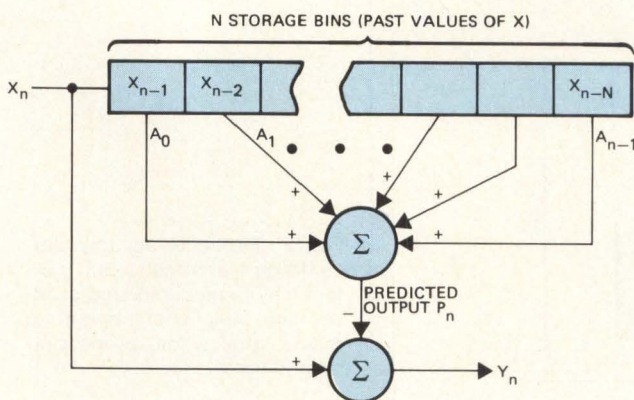 N STORAGE BINS (PAST VALUES OF X)
Xₙ
Xₙ₋₁ Xₙ₋₂ Xₙ₋N
A₀ A₁ Aₙ₋₁
+ + + + +
Σ
PREDICTED
OUTPUT Pₙ
−
+ Σ Yₙ